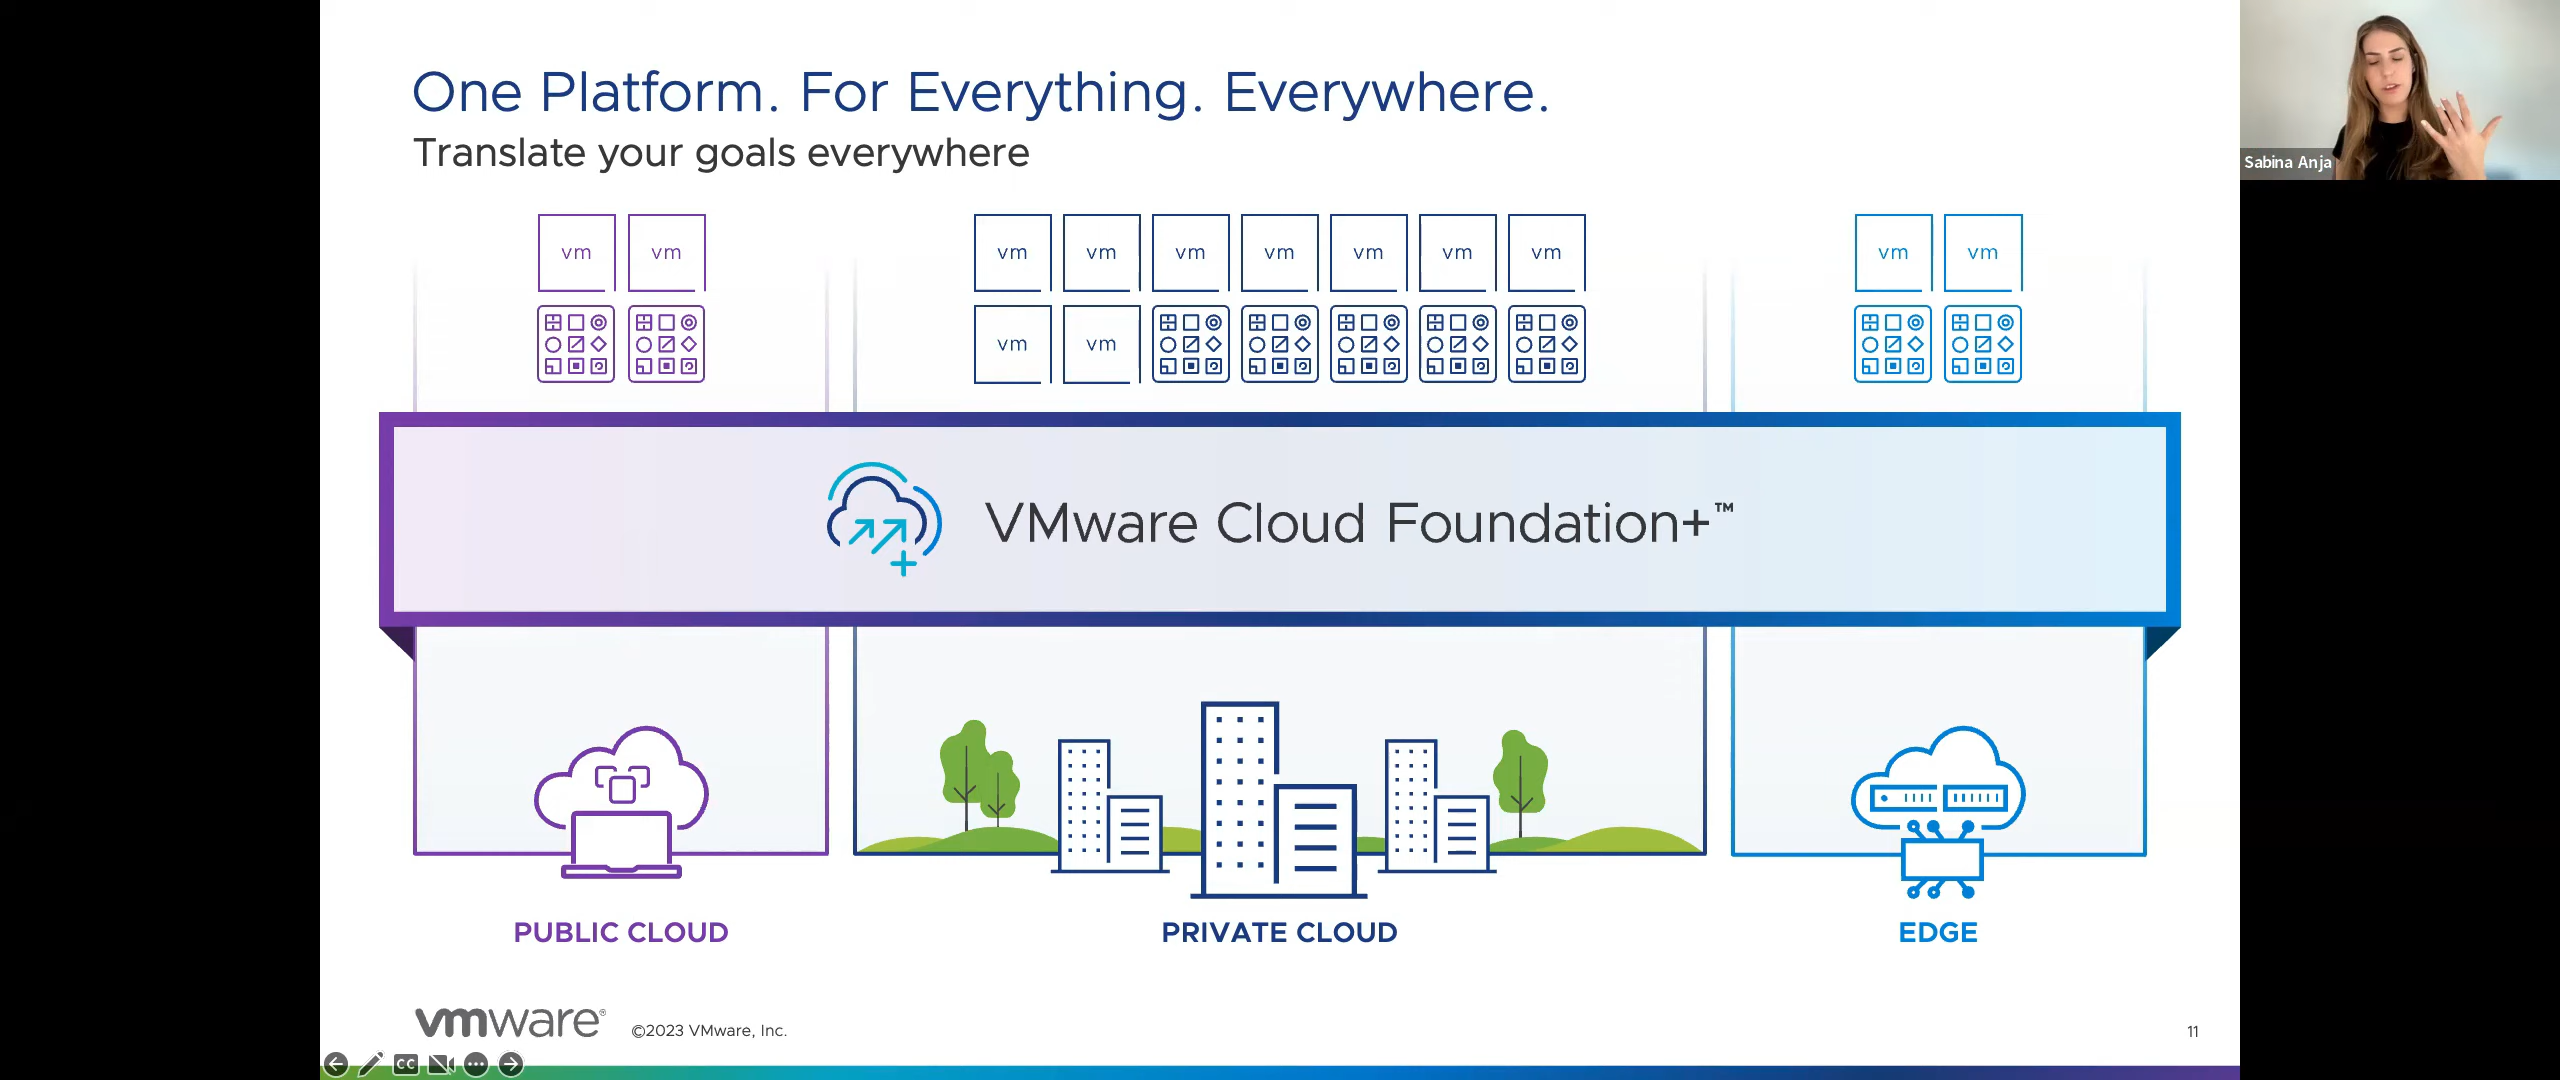 One Platform. For Everything. Everywhere.
Translate your goals everywhere
Sabina Anja
vm vm vm vm vm vm vm vm vm vm vm
vm vm
VMware Cloud Foundation+™
PUBLIC CLOUD PRIVATE CLOUD EDGE
vmware® ©2023 VMware, Inc. 11
CC